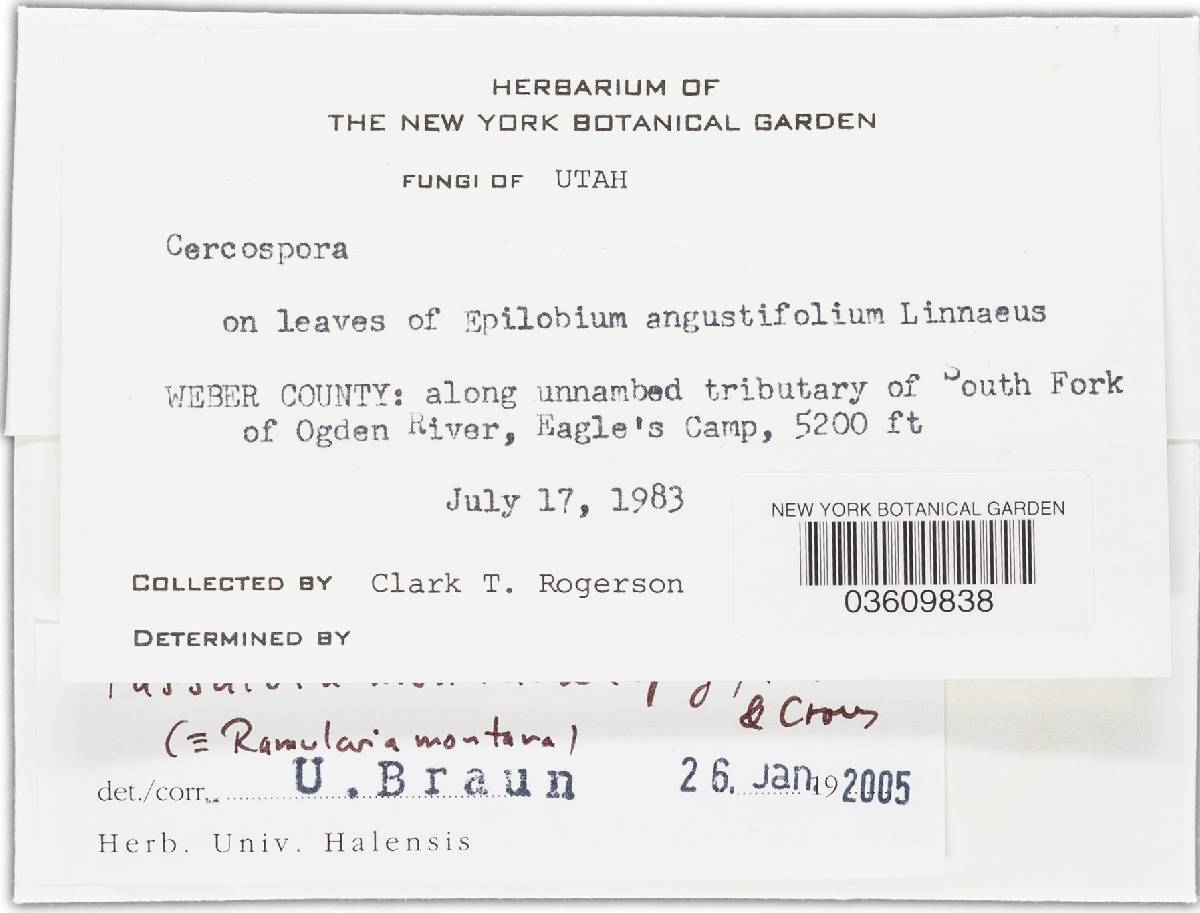 HERBARIUM OF
THE NEW YORK BOTANICAL GARDEN
FUNGI OF UTAH
Cercospora
on leaves of Epilobium angustifolium Linnaeus
WEBER COUNTY: along unnambed tributary of South Fork
of Ogden River, Eagle's Camp, 5200 ft
July 17, 1983
NEW YORK BOTANICAL GARDEN
03609838
COLLECTED BY Clark T. Rogerson
DETERMINED BY
& Crous
(≡ Ramularia montana)
det./corr. U. Braun 26. Jan. 19 2005
Herb. Univ. Halensis